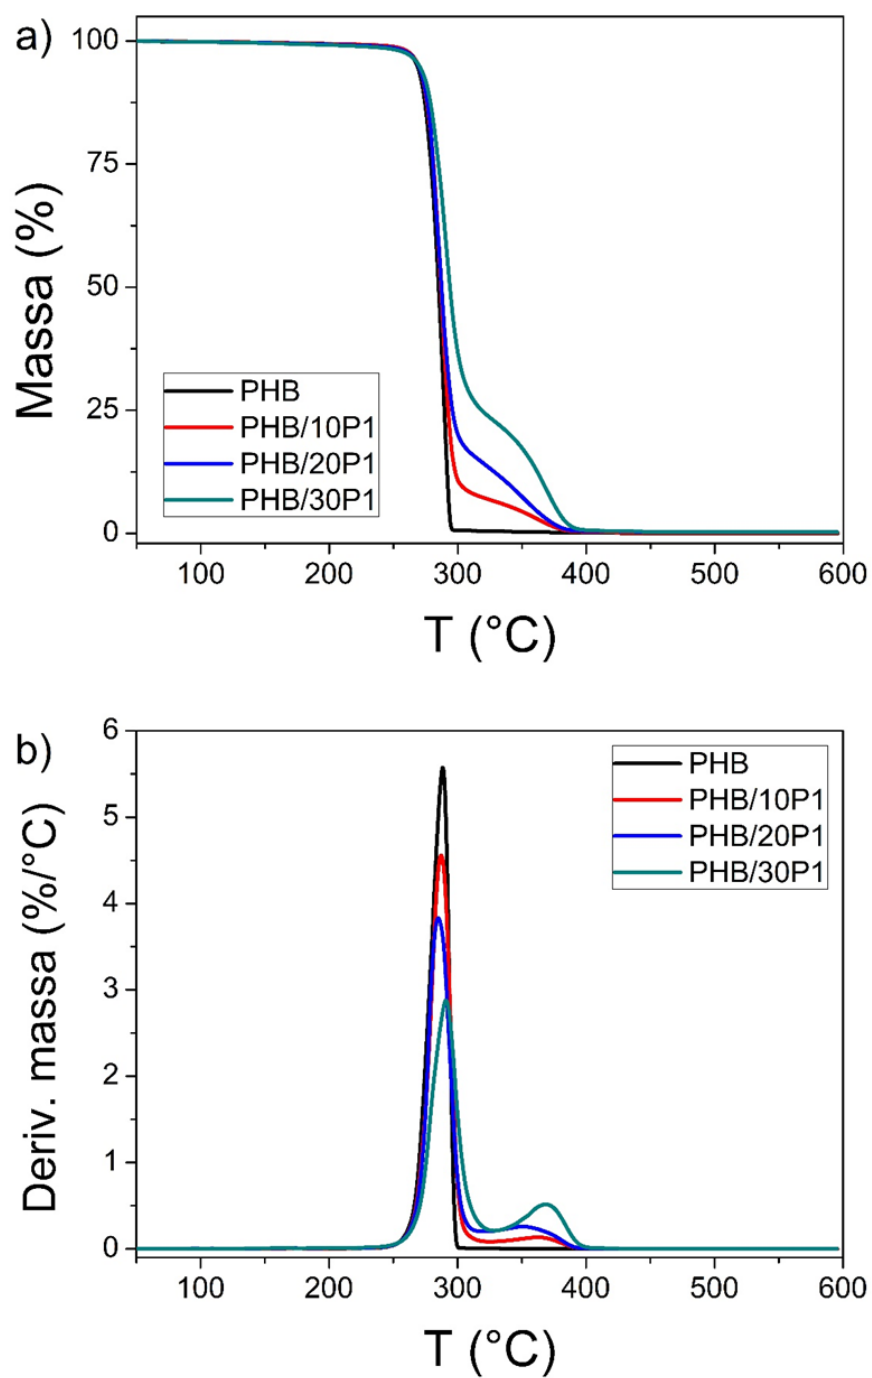 a)
100
75
50
25
0
Massa (%)
PHB
PHB/10P1
PHB/20P1
PHB/30P1
100 200 300 400 500 600
T (°C)
b)
6
5
4
3
2
1
0
Deriv. massa (%/°C)
PHB
PHB/10P1
PHB/20P1
PHB/30P1
100 200 300 400 500 600
T (°C)